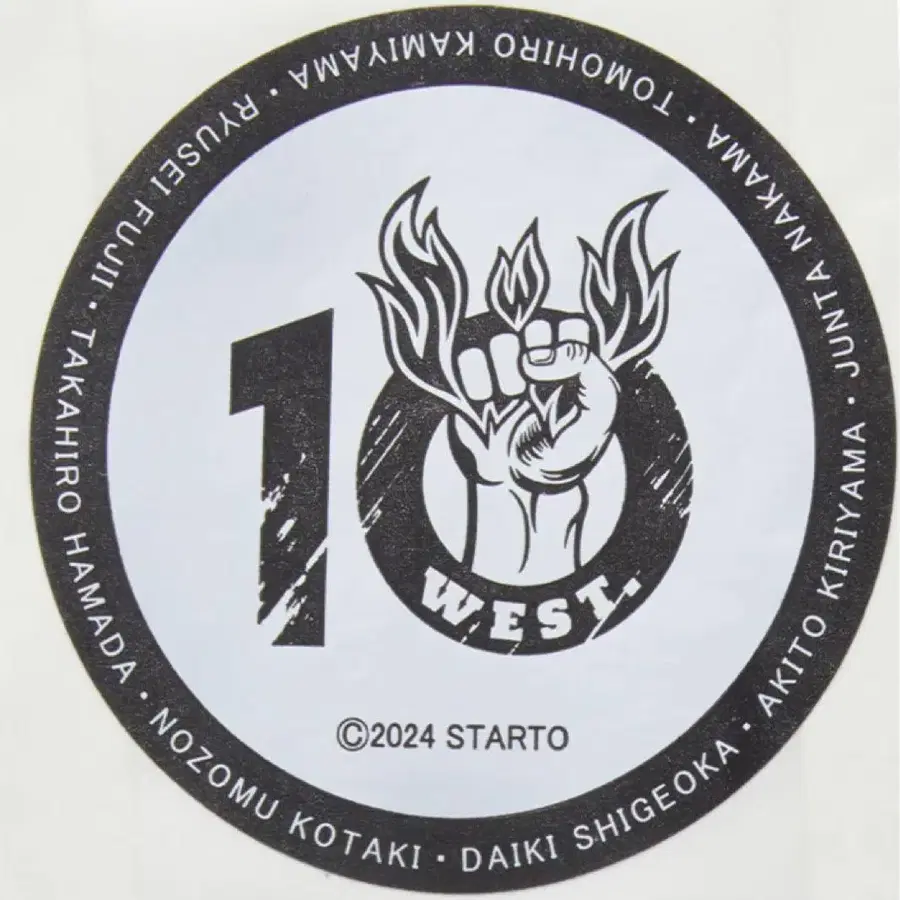 DAIKI SHIGEOKA・AKITO KIRIYAMA・JUNTA NAKAMA・TOMOHIRO KAMIYAMA・RYUSEI FUJII・TAKAHIRO HAMADA・NOZOMU KOTAKI・
10
WEST.
©2024 STARTO